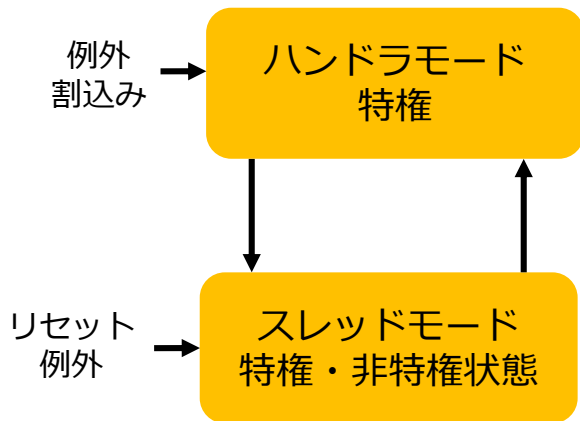 例外
割込み
ハンドラモード
特権
リセット
例外
スレッドモード
特権・非特権状態